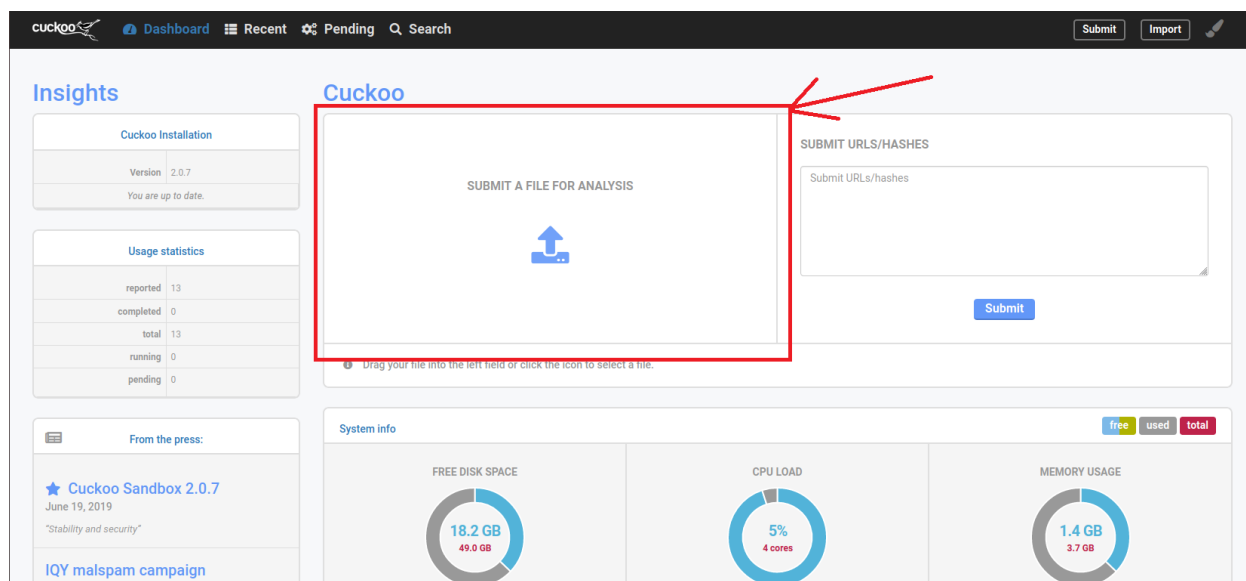 cuckoo Dashboard Recent Pending Search Submit Import
Insights
Cuckoo Installation
Version 2.0.7
You are up to date.
Usage statistics
reported 13
completed 0
total 13
running 0
pending 0
From the press:
Cuckoo Sandbox 2.0.7
June 19, 2019
"Stability and security"
IQY malspam campaign
Cuckoo
SUBMIT A FILE FOR ANALYSIS
SUBMIT URLS/HASHES
Submit URLs/hashes
Submit
Drag your file into the left field or click the icon to select a file.
System info
free used total
FREE DISK SPACE
18.2 GB
49.0 GB
CPU LOAD
5%
4 cores
MEMORY USAGE
1.4 GB
3.7 GB